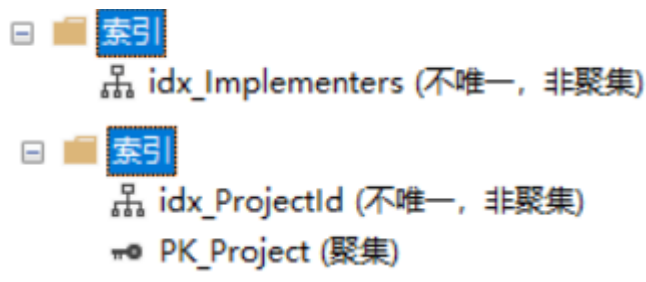 索引
idx_Implementers (不唯一，非聚集)
索引
idx_ProjectId (不唯一，非聚集)
PK_Project (聚集)